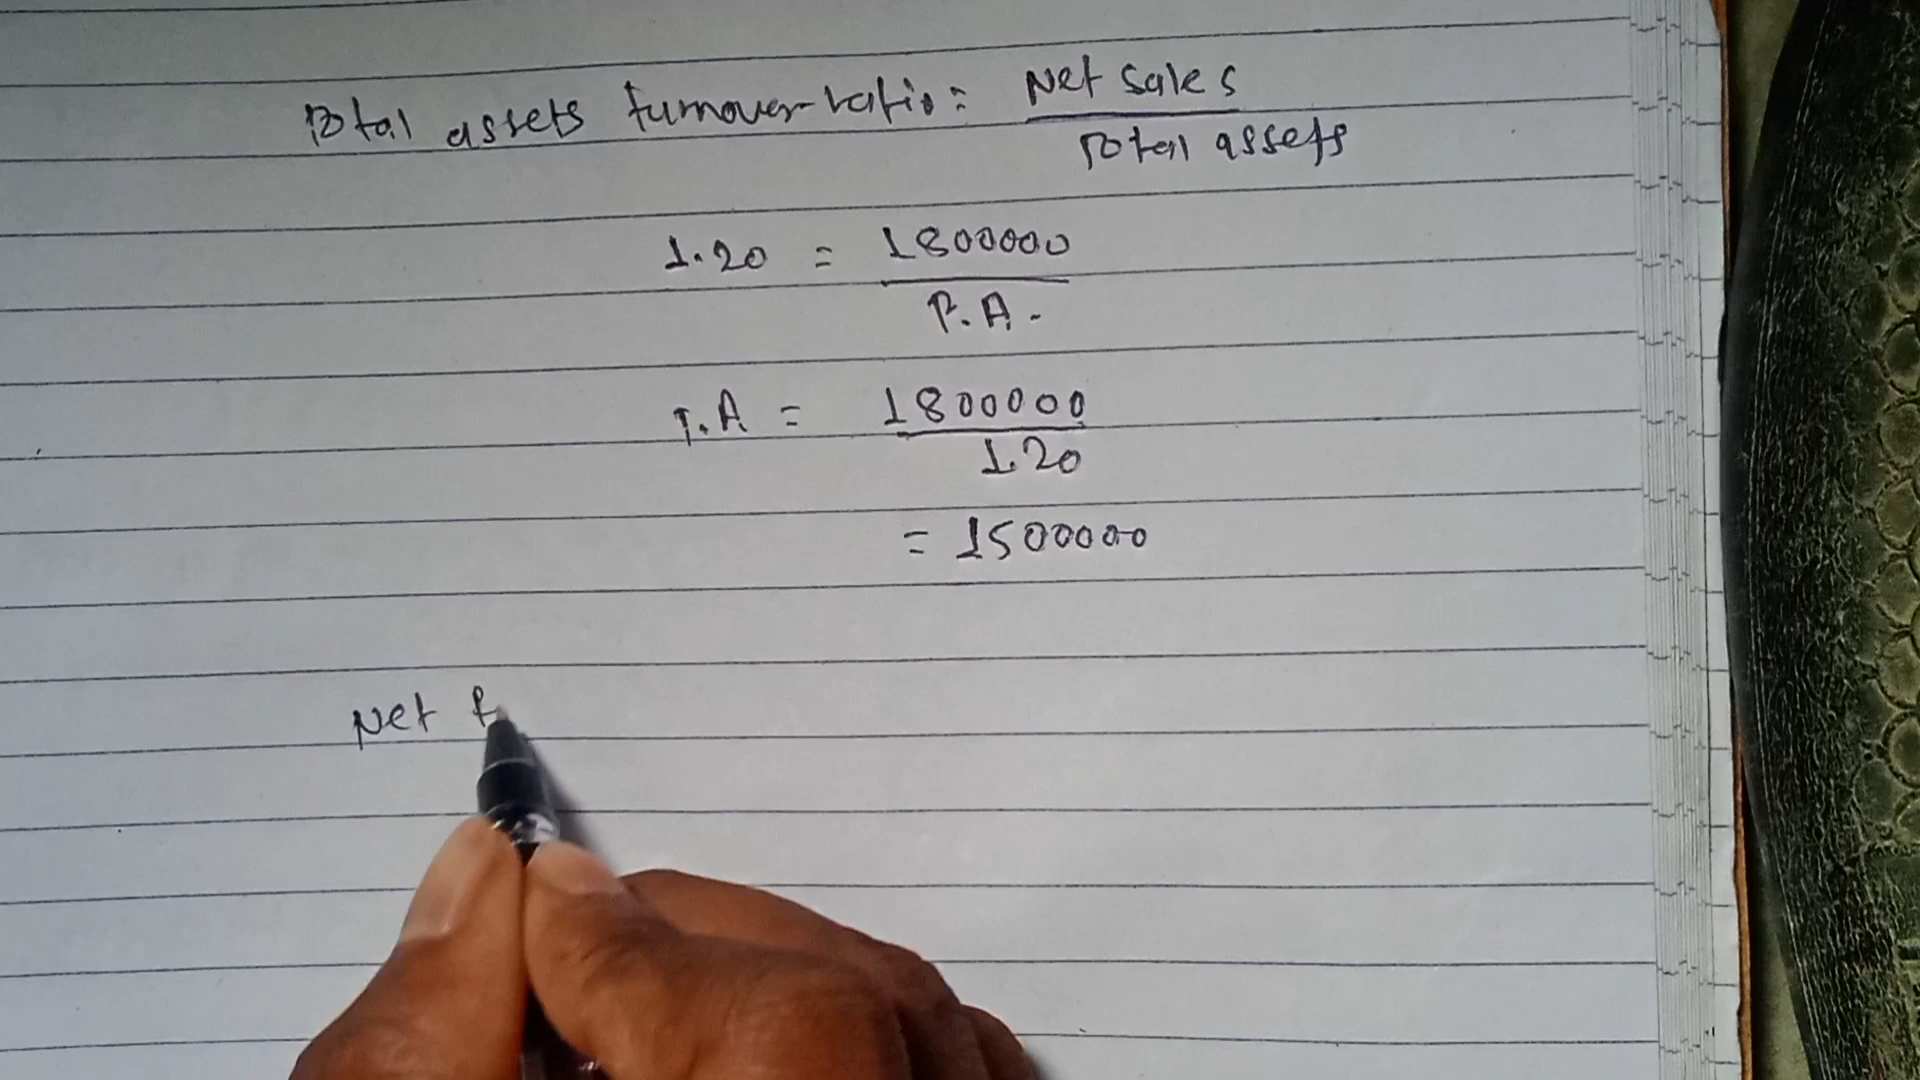 Total assets turnover ratio = Net Sales / Total assets
1.20 = 1800000 / T.A.
T.A = 1800000 / 1.20
= 1500000
Net P